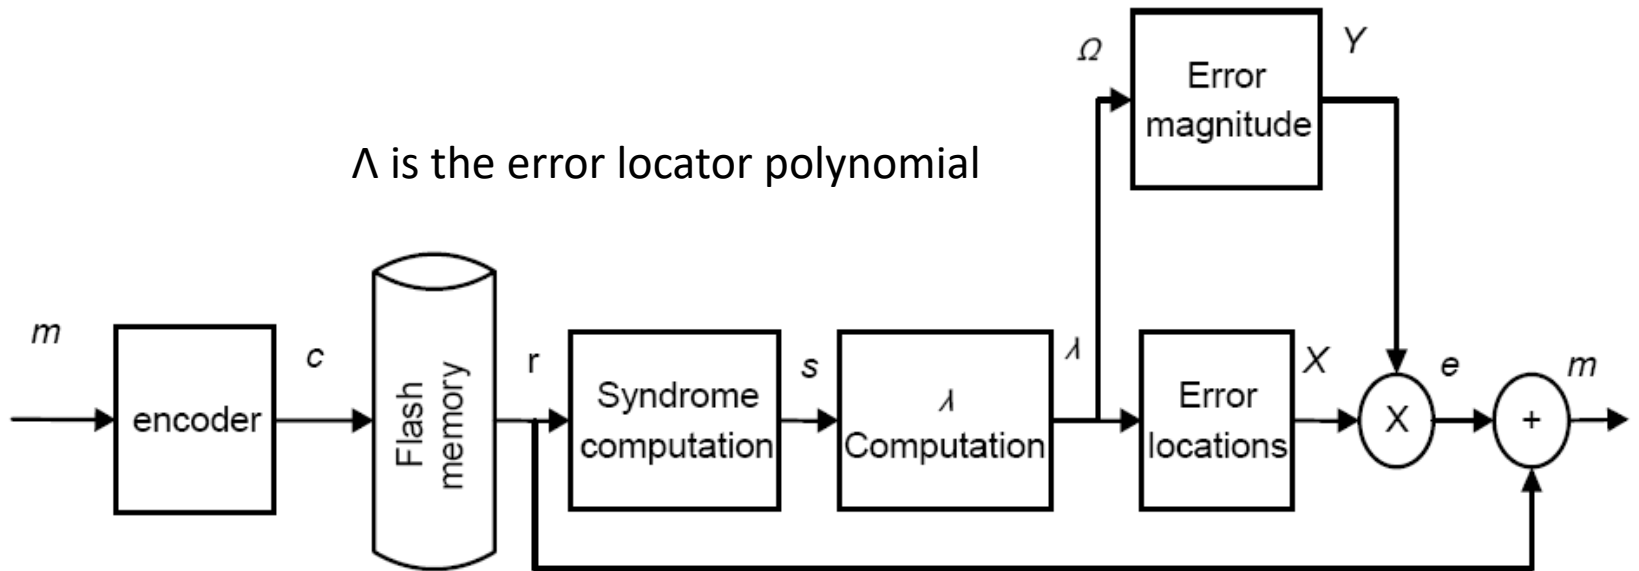 Ω
Y
Error
magnitude
Λ is the error locator polynomial
m
encoder
c
Flash
memory
r
Syndrome
computation
s
λ
Computation
λ
Error
locations
X
X
e
+
m